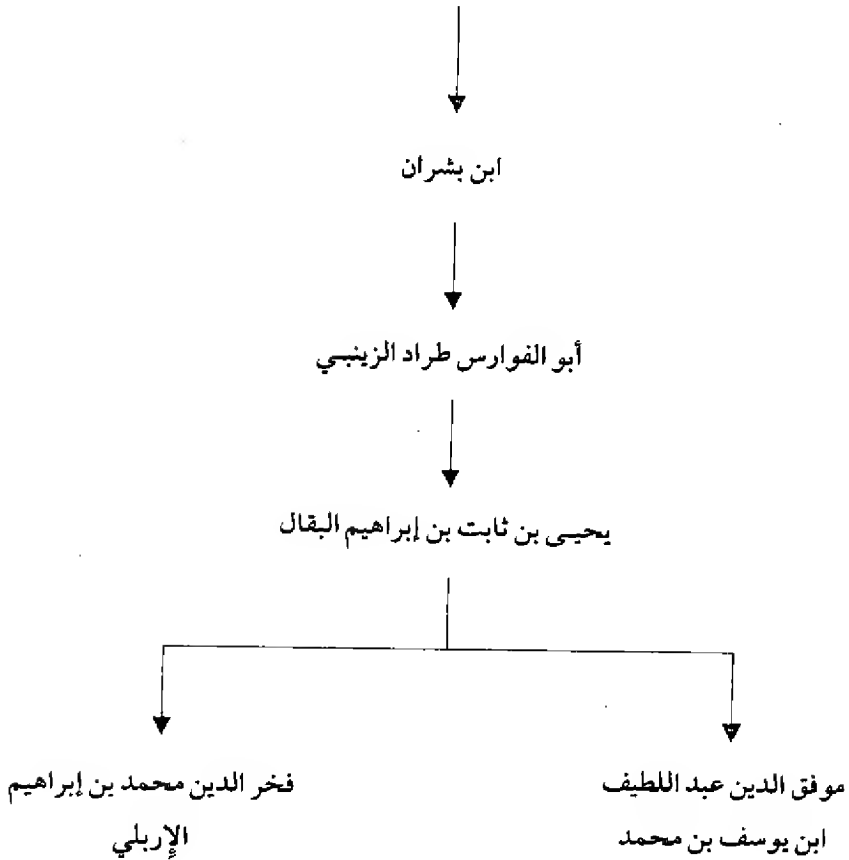 ابن بشران
أبو الفوارس طراد الزينبي
يحيى بن ثابت بن إبراهيم البقال
موفق الدين عبد اللطيف
ابن يوسف بن محمد
فخر الدين محمد بن إبراهيم
الإربلي